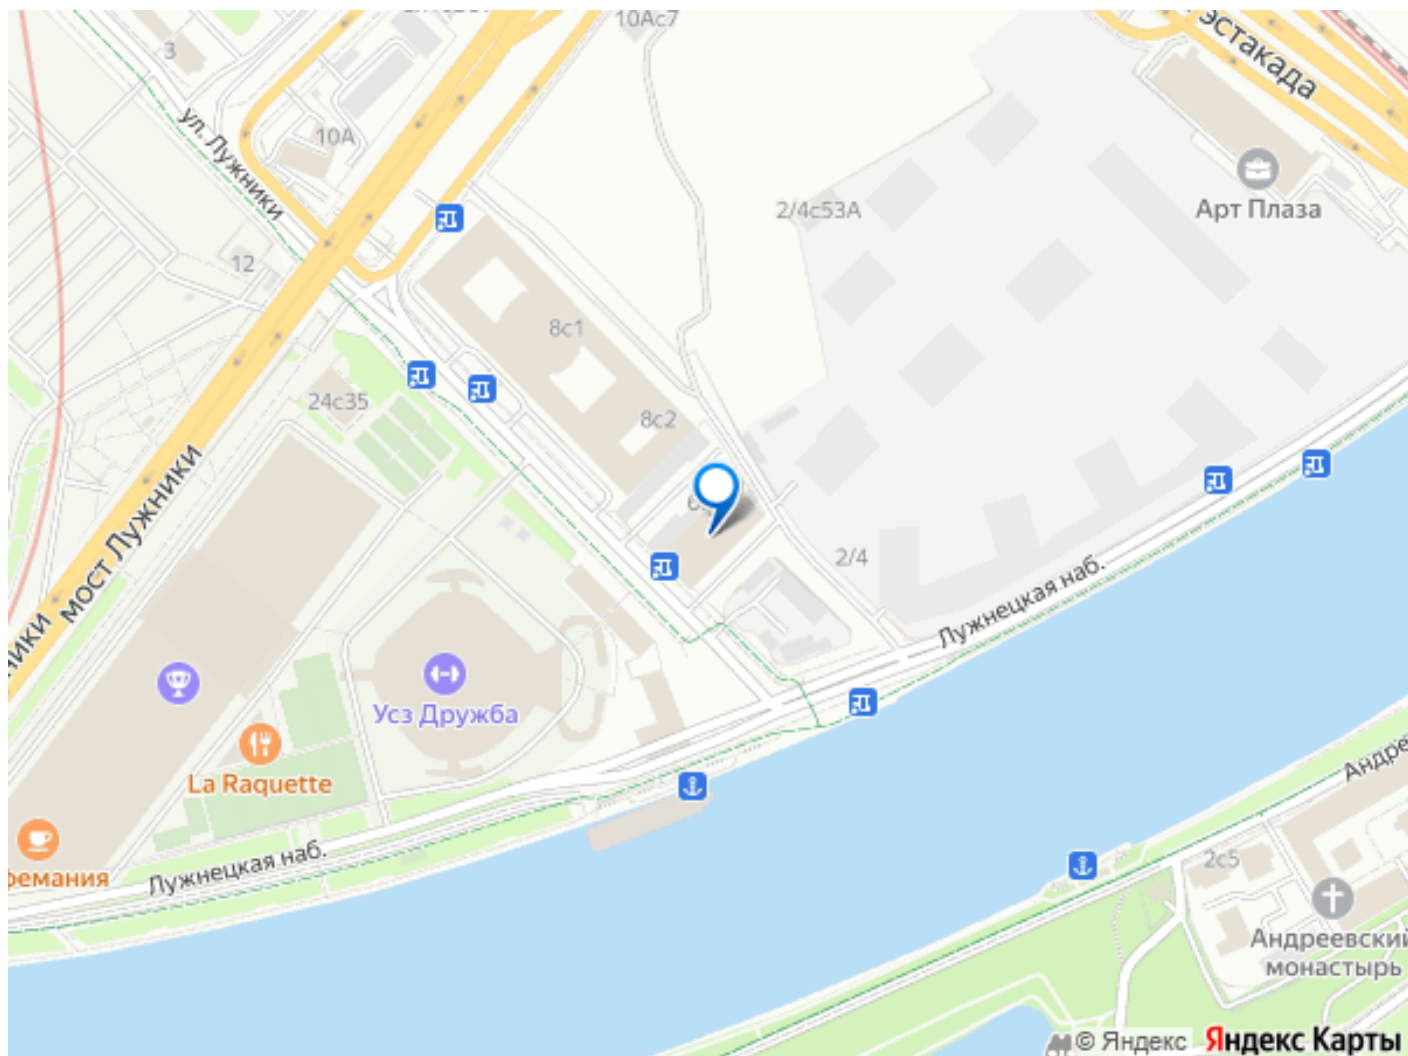 10Ас7
эстакада
3
ул. Лужники
10А
2/4с53А
Арт Плаза
12
8с1
24с35
8с2
мост Лужники
2/4
Лужнецкая наб.
Усз Дружба
La Raquette
Лужнецкая наб.
2с5
Андреевский
монастырь
© Яндекс Яндекс Карты